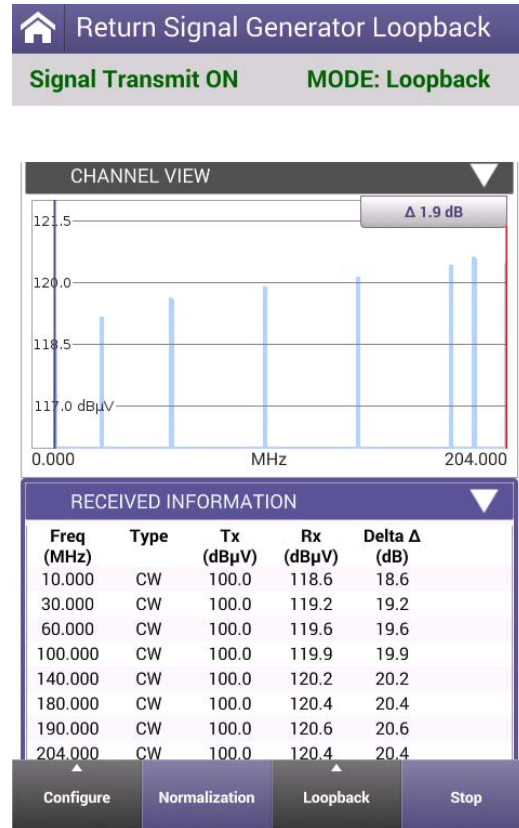 Return Signal Generator Loopback
Signal Transmit ON MODE: Loopback
CHANNEL VIEW
Δ 1.9 dB
121.5
120.0
118.5
117.0 dBµV
0.000 MHz 204.000
RECEIVED INFORMATION
Freq (MHz) Type Tx (dBµV) Rx (dBµV) Delta Δ (dB)
10.000 CW 100.0 118.6 18.6
30.000 CW 100.0 119.2 19.2
60.000 CW 100.0 119.6 19.6
100.000 CW 100.0 119.9 19.9
140.000 CW 100.0 120.2 20.2
180.000 CW 100.0 120.4 20.4
190.000 CW 100.0 120.6 20.6
204.000 CW 100.0 120.4 20.4
Configure Normalization Loopback Stop